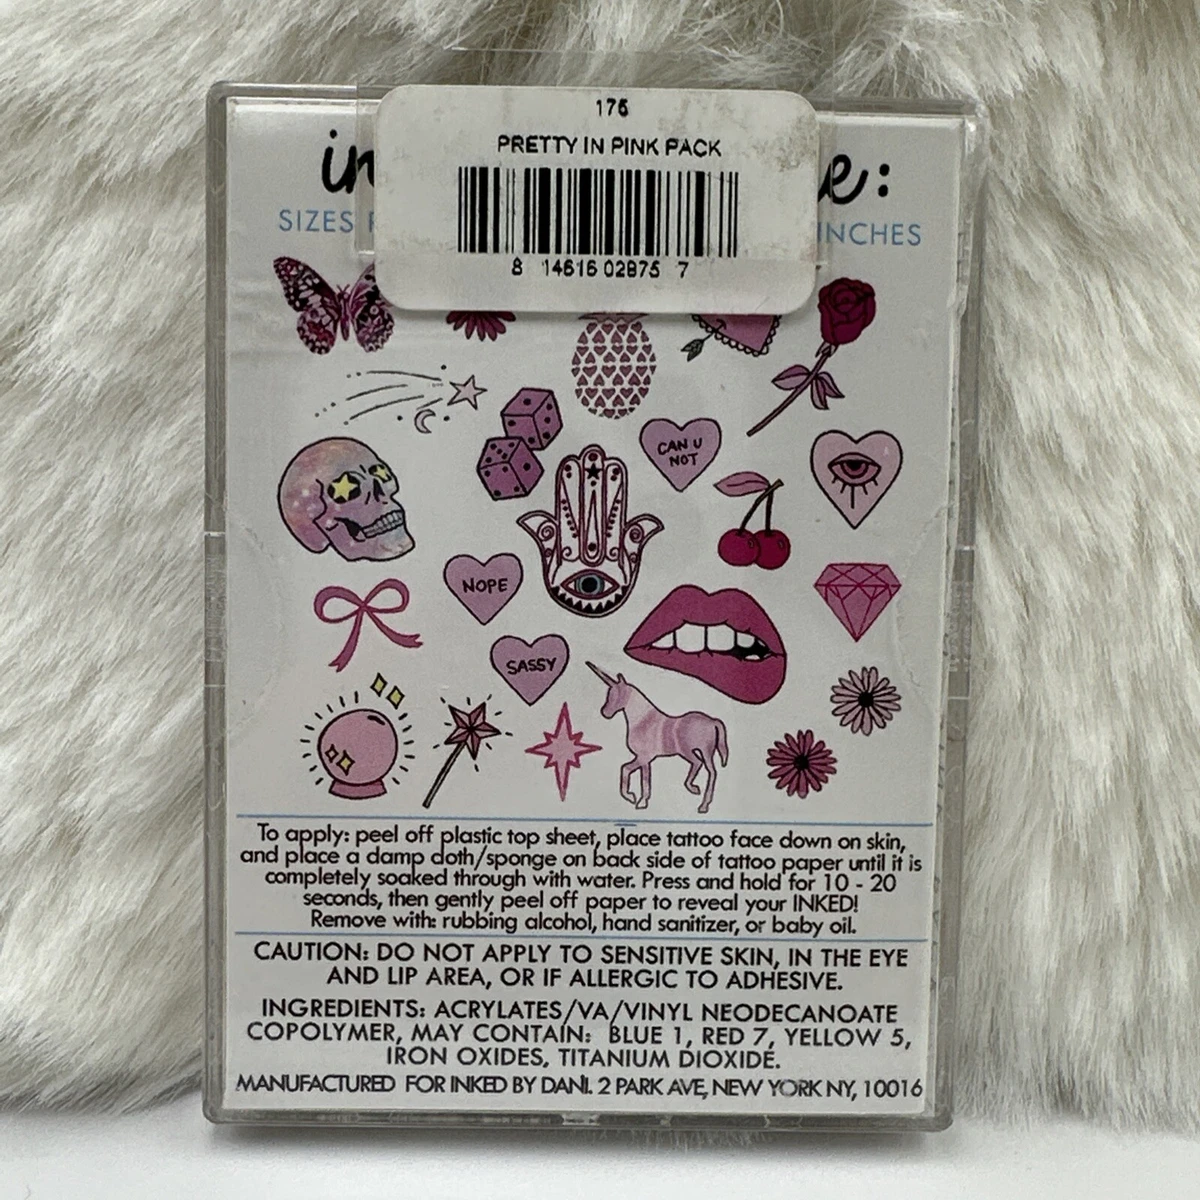 175
PRETTY IN PINK PACK
8 14616 02875 7
SIZES
INCHES
CAN U
NOT
NOPE
SASSY
To apply: peel off plastic top sheet, place tattoo face down on skin,
and place a damp cloth/sponge on back side of tattoo paper until it is
completely soaked through with water. Press and hold for 10 - 20
seconds, then gently peel off paper to reveal your INKED!
Remove with: rubbing alcohol, hand sanitizer, or baby oil.
CAUTION: DO NOT APPLY TO SENSITIVE SKIN, IN THE EYE
AND LIP AREA, OR IF ALLERGIC TO ADHESIVE.
INGREDIENTS: ACRYLATES/VA/VINYL NEODECANOATE
COPOLYMER, MAY CONTAIN: BLUE 1, RED 7, YELLOW 5,
IRON OXIDES, TITANIUM DIOXIDE.
MANUFACTURED FOR INKED BY DANI. 2 PARK AVE, NEW YORK NY, 10016